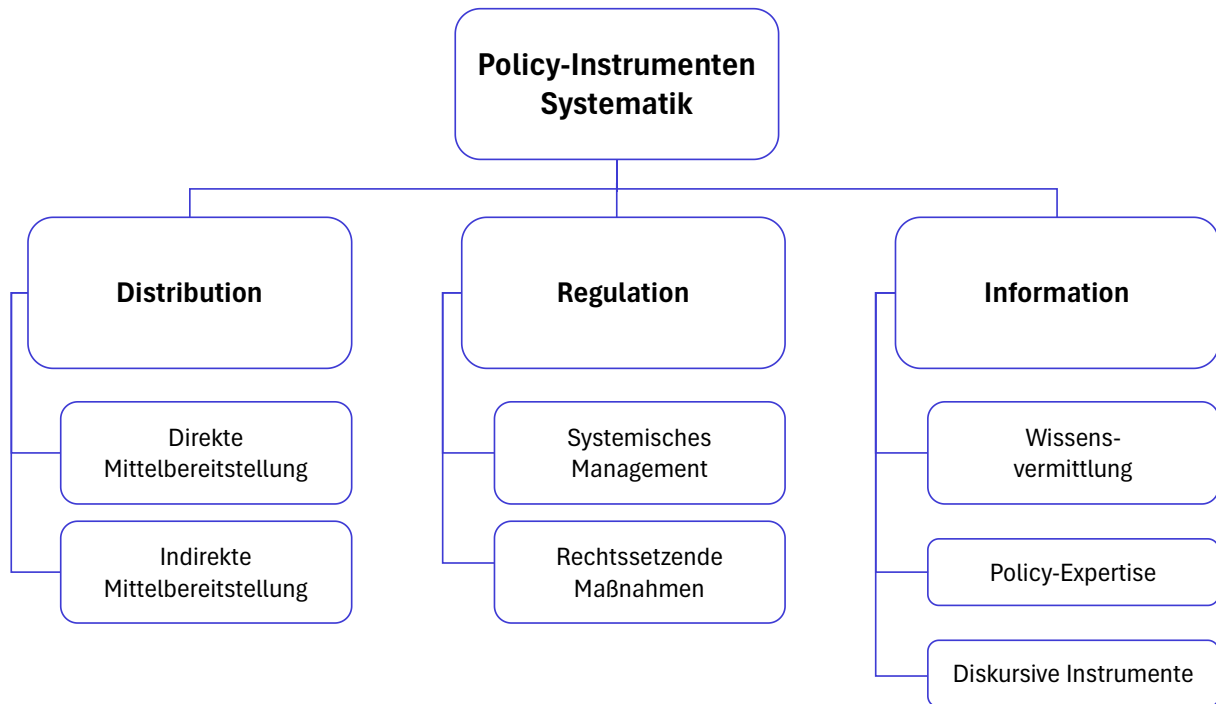 Policy-Instrumenten
Systematik
Distribution
Regulation
Information
Direkte
Mittelbereitstellung
Systemisches
Management
Wissens-
vermittlung
Indirekte
Mittelbereitstellung
Rechtssetzende
Maßnahmen
Policy-Expertise
Diskursive Instrumente